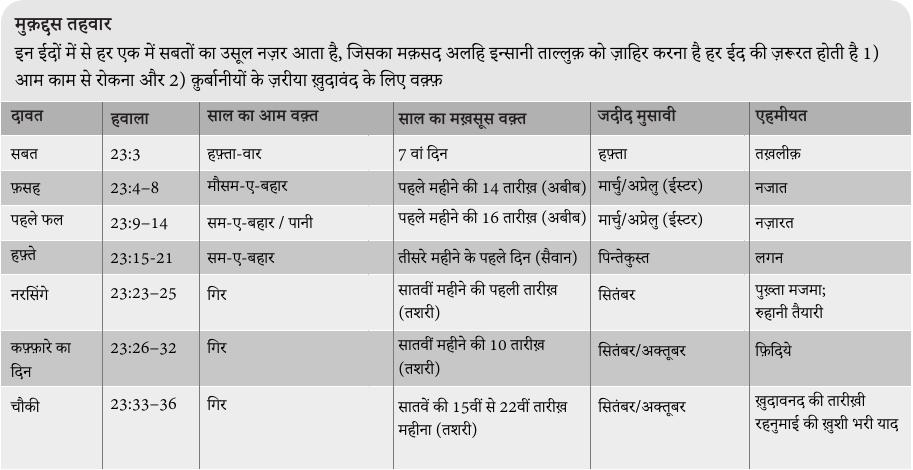 मुक़द्दस तहवार
इन ईदों में से हर एक में सबतों का उसूल नज़र आता है, जिसका मक़सद अलहि इन्सानी ताल्लुक़ को ज़ाहिर करना है हर ईद की ज़रूरत होती है 1)
आम काम से रोकना और 2) क़ुर्बानीयों के ज़रीया ख़ुदावंद के लिए वक़्फ़
दावत हवाला साल का आम वक़्त साल का मख़सूस वक़्त जदीद मुसावी एहमीयत
सबत 23:3 हफ़्ता-वार 7 वां दिन हफ़्ता तख़लीक़
फ़सह 23:4–8 मौसम-ए-बहार पहले महीने की 14 तारीख़ (अबीब) मार्चु/अप्रेलु (ईस्टर) नजात
पहले फल 23:9–14 सम-ए-बहार / पानी पहले महीने की 16 तारीख़ (अबीब) मार्चु/अप्रेलु (ईस्टर) नज़ारत
हफ़्ते 23:15-21 सम-ए-बहार तीसरे महीने के पहले दिन (सैवान) पिन्तेकुस्त लगन
नरसिंगे 23:23–25 गिर सातवीं महीने की पहली तारीख़ सितंबर पुख़्ता मजमा;
(तशरी) रुहानी तैयारी
कफ़्फ़ारे का 23:26–32 गिर सातवीं महीने की 10 तारीख़ सितंबर/अक्तूबर फ़िदिये
दिन (तशरी)
चौकी 23:33–36 गिर सातवें की 15वीं से 22वीं तारीख़ सितंबर/अक्तूबर ख़ुदावनद की तारीख़ी
महीना (तशरी) रहनुमाई की ख़ुशी भरी याद